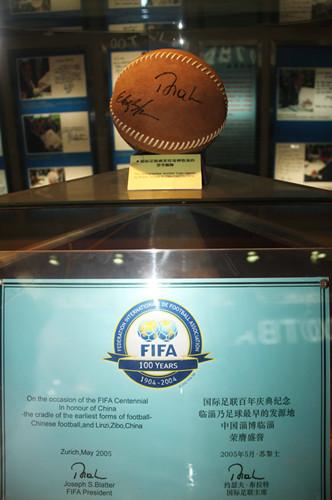 FEDERATION INTERNATIONALE DE FOOTBALL ASSOCIATION
FIFA
100 YEARS
1904 - 2004
On the occasion of the FIFA Centennial
In honour of China
-the cradle of the earliest forms of football-
Chinese football,and Linzi,Zibo,China
Zurich,May 2005
Joseph S.Blatter
FIFA President
国际足联百年庆典纪念
临淄乃足球最早的发源地
中国淄博临淄
荣膺盛誉
2005年5月·苏黎士
约瑟夫·布拉特
国际足联主席